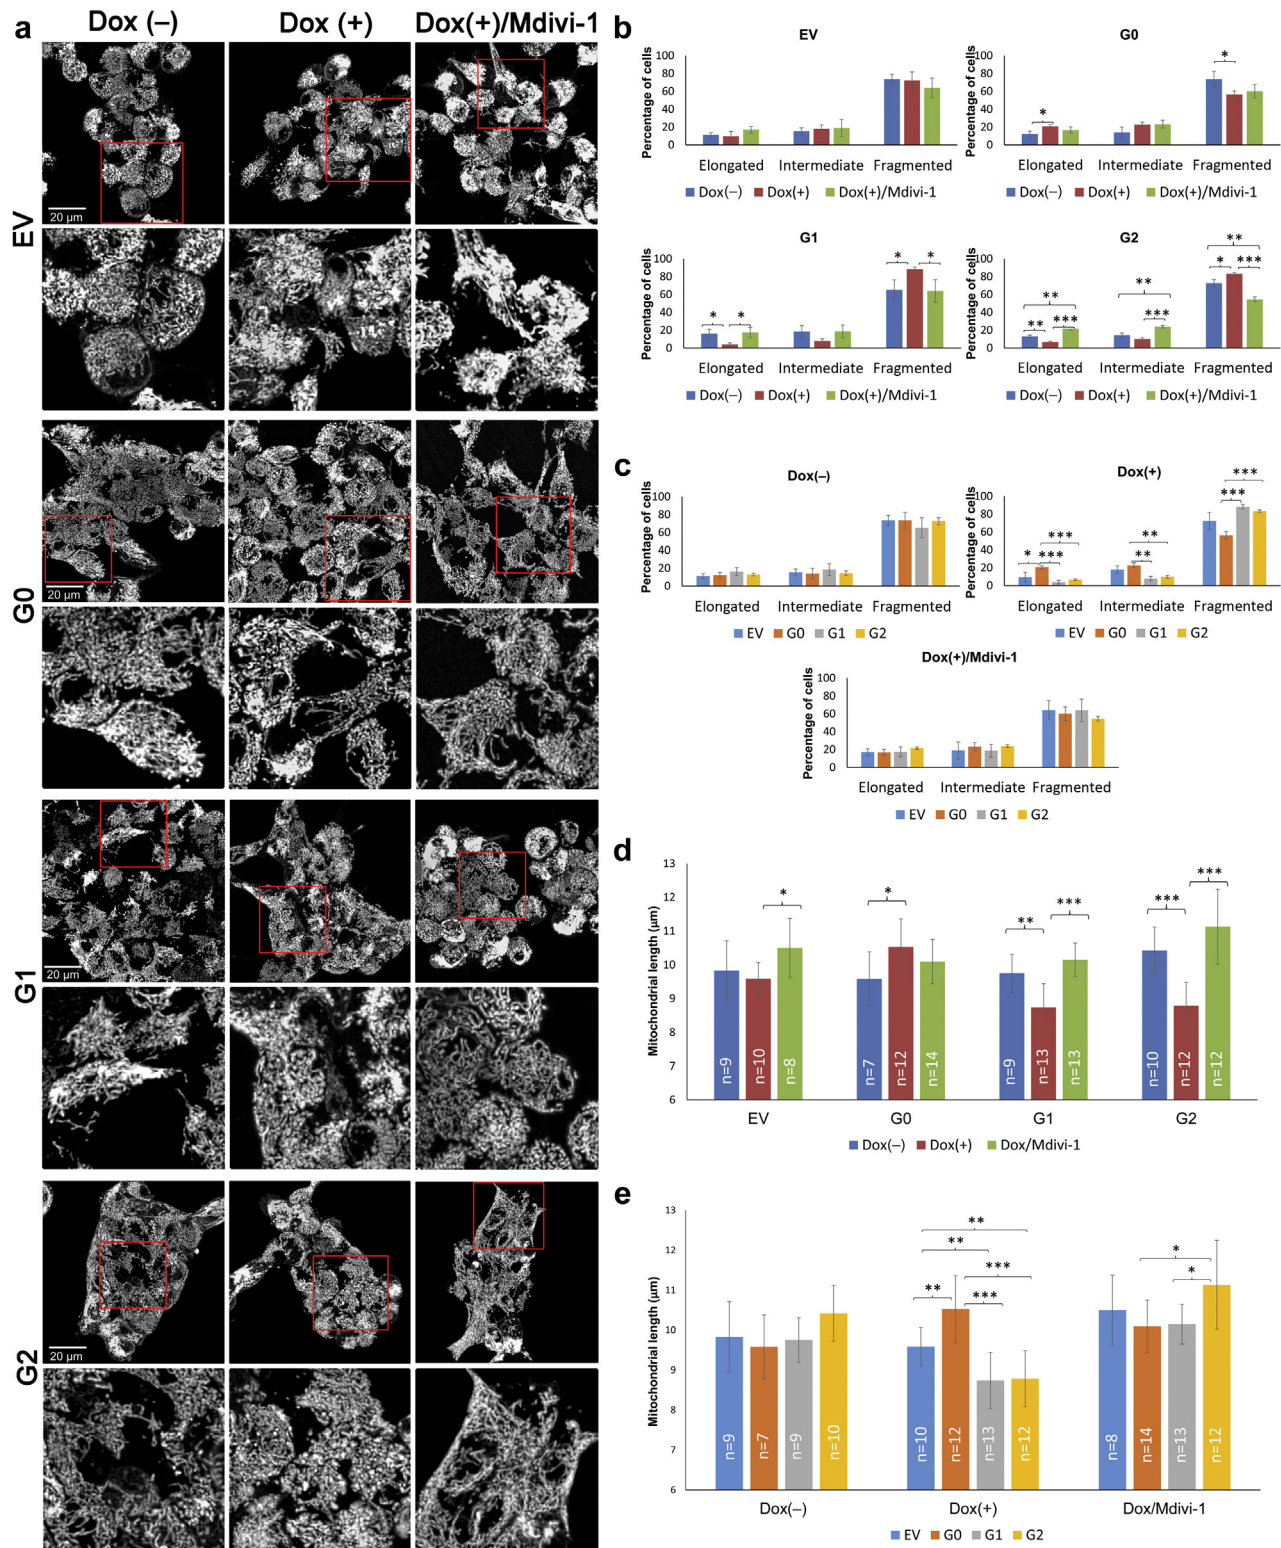 a
Dox (–) Dox (+) Dox(+)/Mdivi-1
EV
20 µm
G0
20 µm
G1
20 µm
G2
20 µm
b
EV
Percentage of cells
100
80
60
40
20
0
Elongated Intermediate Fragmented
Dox(–) Dox(+) Dox(+)/Mdivi-1
G0
Percentage of cells
100
80
60
40
20
0
*
*
Elongated Intermediate Fragmented
Dox(–) Dox(+) Dox(+)/Mdivi-1
G1
Percentage of cells
100
80
60
40
20
0
* *
* *
Elongated Intermediate Fragmented
Dox(–) Dox(+) Dox(+)/Mdivi-1
G2
Percentage of cells
100
80
60
40
20
0
**
* ***
**
***
**
** ***
Elongated Intermediate Fragmented
Dox(–) Dox(+) Dox(+)/Mdivi-1
c
Dox(–)
Percentage of cells
100
80
60
40
20
0
Elongated Intermediate Fragmented
EV G0 G1 G2
Dox(+)
Percentage of cells
100
80
60
40
20
0
***
***
***
* ***
**
**
Elongated Intermediate Fragmented
EV G0 G1 G2
Dox(+)/Mdivi-1
Percentage of cells
100
80
60
40
20
0
Elongated Intermediate Fragmented
EV G0 G1 G2
d
Mitochondrial length (µm)
13
12
11
10
9
8
7
6
* * ** *** *** ***
n=9 n=10 n=8 n=7 n=12 n=14 n=9 n=13 n=13 n=10 n=12 n=12
EV G0 G1 G2
Dox(–) Dox(+) Dox/Mdivi-1
e
Mitochondrial length (µm)
13
12
11
10
9
8
7
6
**
**
***
** ***
*
*
n=9 n=7 n=9 n=10 n=10 n=12 n=13 n=12 n=8 n=14 n=13 n=12
Dox(–) Dox(+) Dox/Mdivi-1
EV G0 G1 G2